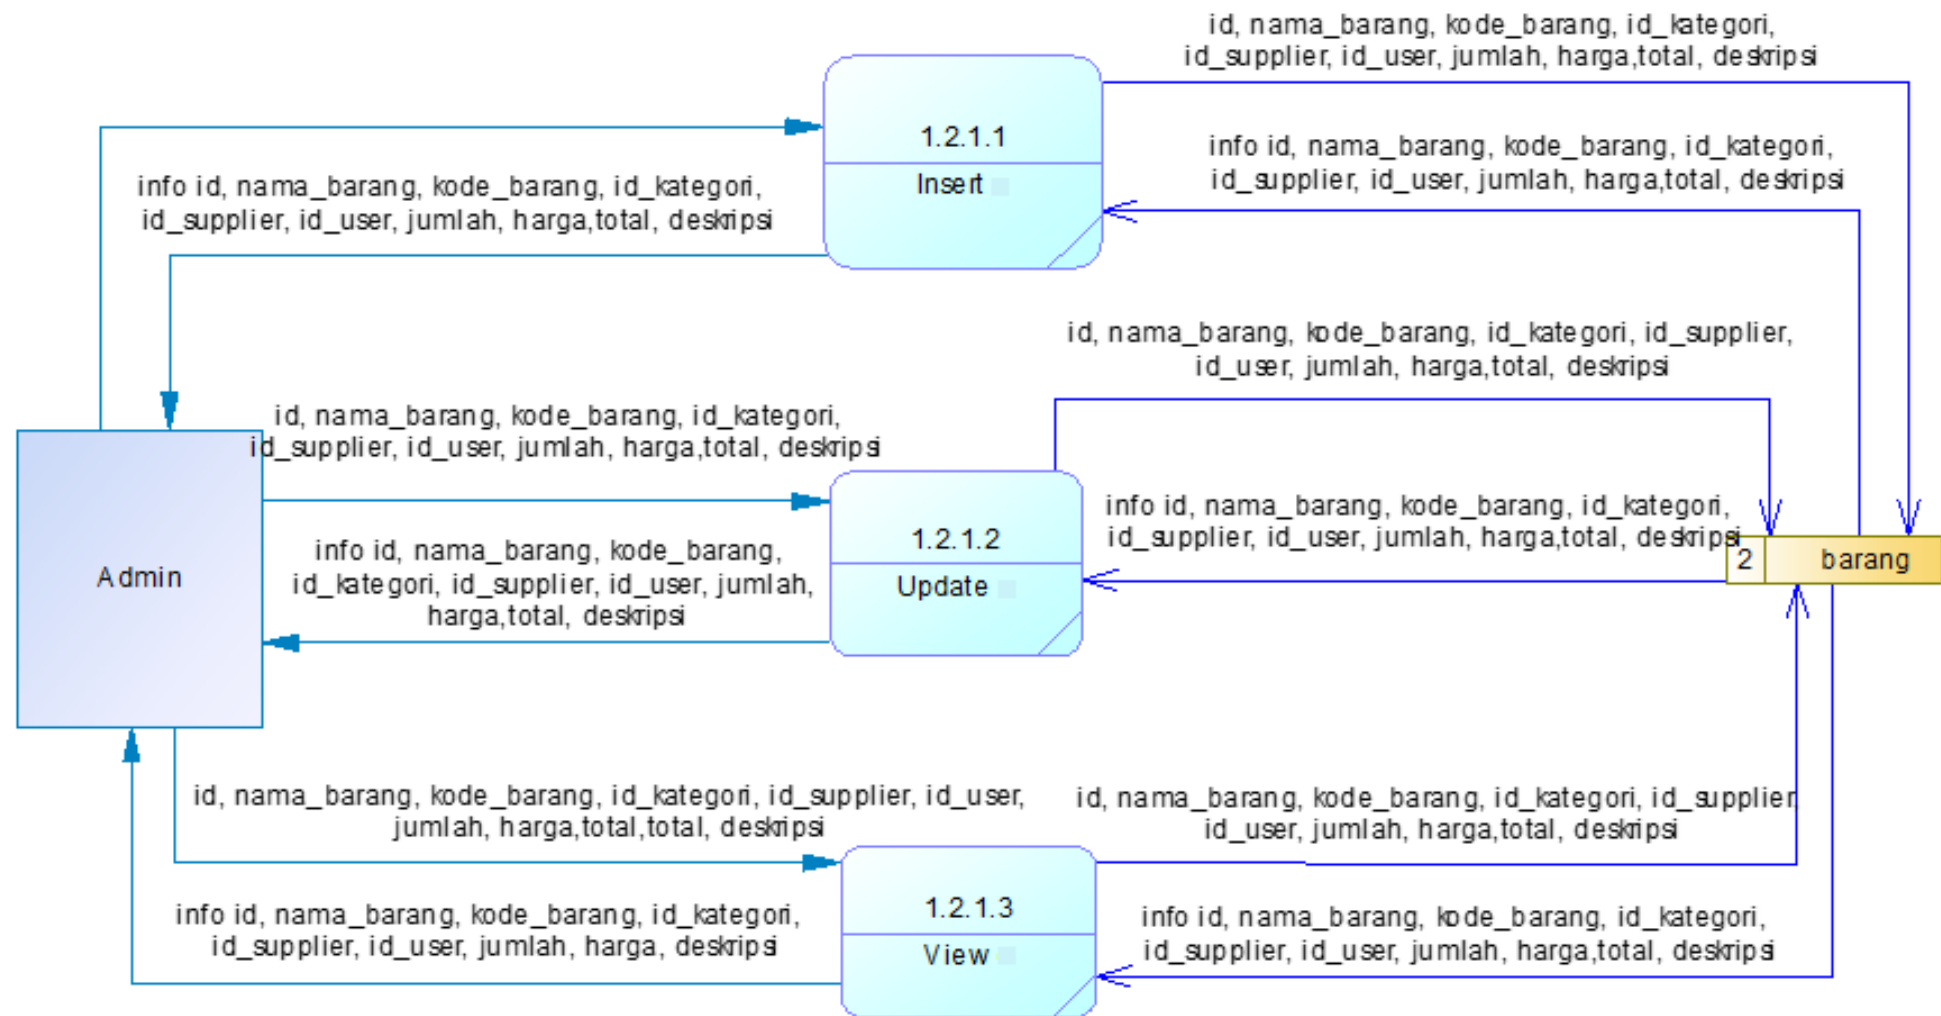 id, nama_barang, kode_barang, id_kategori,
id_supplier, id_user, jumlah, harga,total, deskripsi
1.2.1.1
Insert
info id, nama_barang, kode_barang, id_kategori,
id_supplier, id_user, jumlah, harga,total, deskripsi
info id, nama_barang, kode_barang, id_kategori,
id_supplier, id_user, jumlah, harga,total, deskripsi
id, nama_barang, kode_barang, id_kategori, id_supplier,
id_user, jumlah, harga,total, deskripsi
id, nama_barang, kode_barang, id_kategori,
id_supplier, id_user, jumlah, harga,total, deskripsi
info id, nama_barang, kode_barang, id_kategori,
id_supplier, id_user, jumlah, harga,total, deskripsi
Admin
info id, nama_barang, kode_barang,
id_kategori, id_supplier, id_user, jumlah,
harga,total, deskripsi
1.2.1.2
Update
2
barang
id, nama_barang, kode_barang, id_kategori, id_supplier, id_user,
jumlah, harga,total,total, deskripsi
id, nama_barang, kode_barang, id_kategori, id_supplier,
id_user, jumlah, harga,total, deskripsi
info id, nama_barang, kode_barang, id_kategori,
id_supplier, id_user, jumlah, harga, deskripsi
1.2.1.3
View
info id, nama_barang, kode_barang, id_kategori,
id_supplier, id_user, jumlah, harga,total, deskripsi